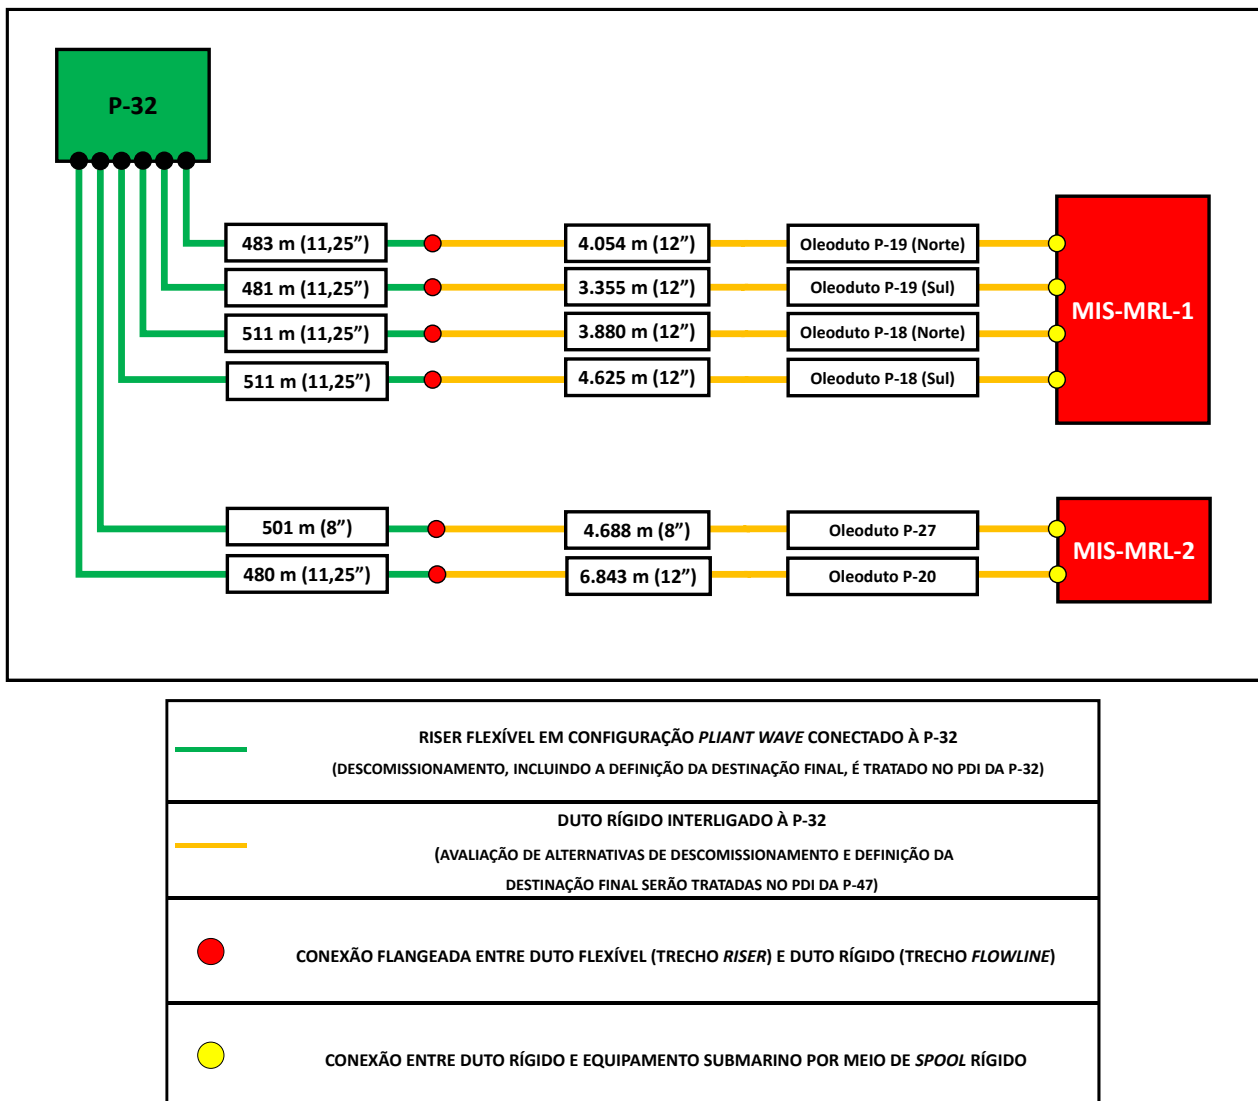 P-32
483 m (11,25”)
4.054 m (12”)
Oleoduto P-19 (Norte)
481 m (11,25”)
3.355 m (12”)
Oleoduto P-19 (Sul)
MIS-MRL-1
511 m (11,25”)
3.880 m (12”)
Oleoduto P-18 (Norte)
511 m (11,25”)
4.625 m (12”)
Oleoduto P-18 (Sul)
501 m (8”)
4.688 m (8”)
Oleoduto P-27
MIS-MRL-2
480 m (11,25”)
6.843 m (12”)
Oleoduto P-20
RISER FLEXÍVEL EM CONFIGURAÇÃO PLIANT WAVE CONECTADO À P-32
(DESCOMISSIONAMENTO, INCLUINDO A DEFINIÇÃO DA DESTINAÇÃO FINAL, É TRATADO NO PDI DA P-32)
DUTO RÍGIDO INTERLIGADO À P-32
(AVALIAÇÃO DE ALTERNATIVAS DE DESCOMISSIONAMENTO E DEFINIÇÃO DA
DESTINAÇÃO FINAL SERÃO TRATADAS NO PDI DA P-47)
CONEXÃO FLANGEADA ENTRE DUTO FLEXÍVEL (TRECHO RISER) E DUTO RÍGIDO (TRECHO FLOWLINE)
CONEXÃO ENTRE DUTO RÍGIDO E EQUIPAMENTO SUBMARINO POR MEIO DE SPOOL RÍGIDO